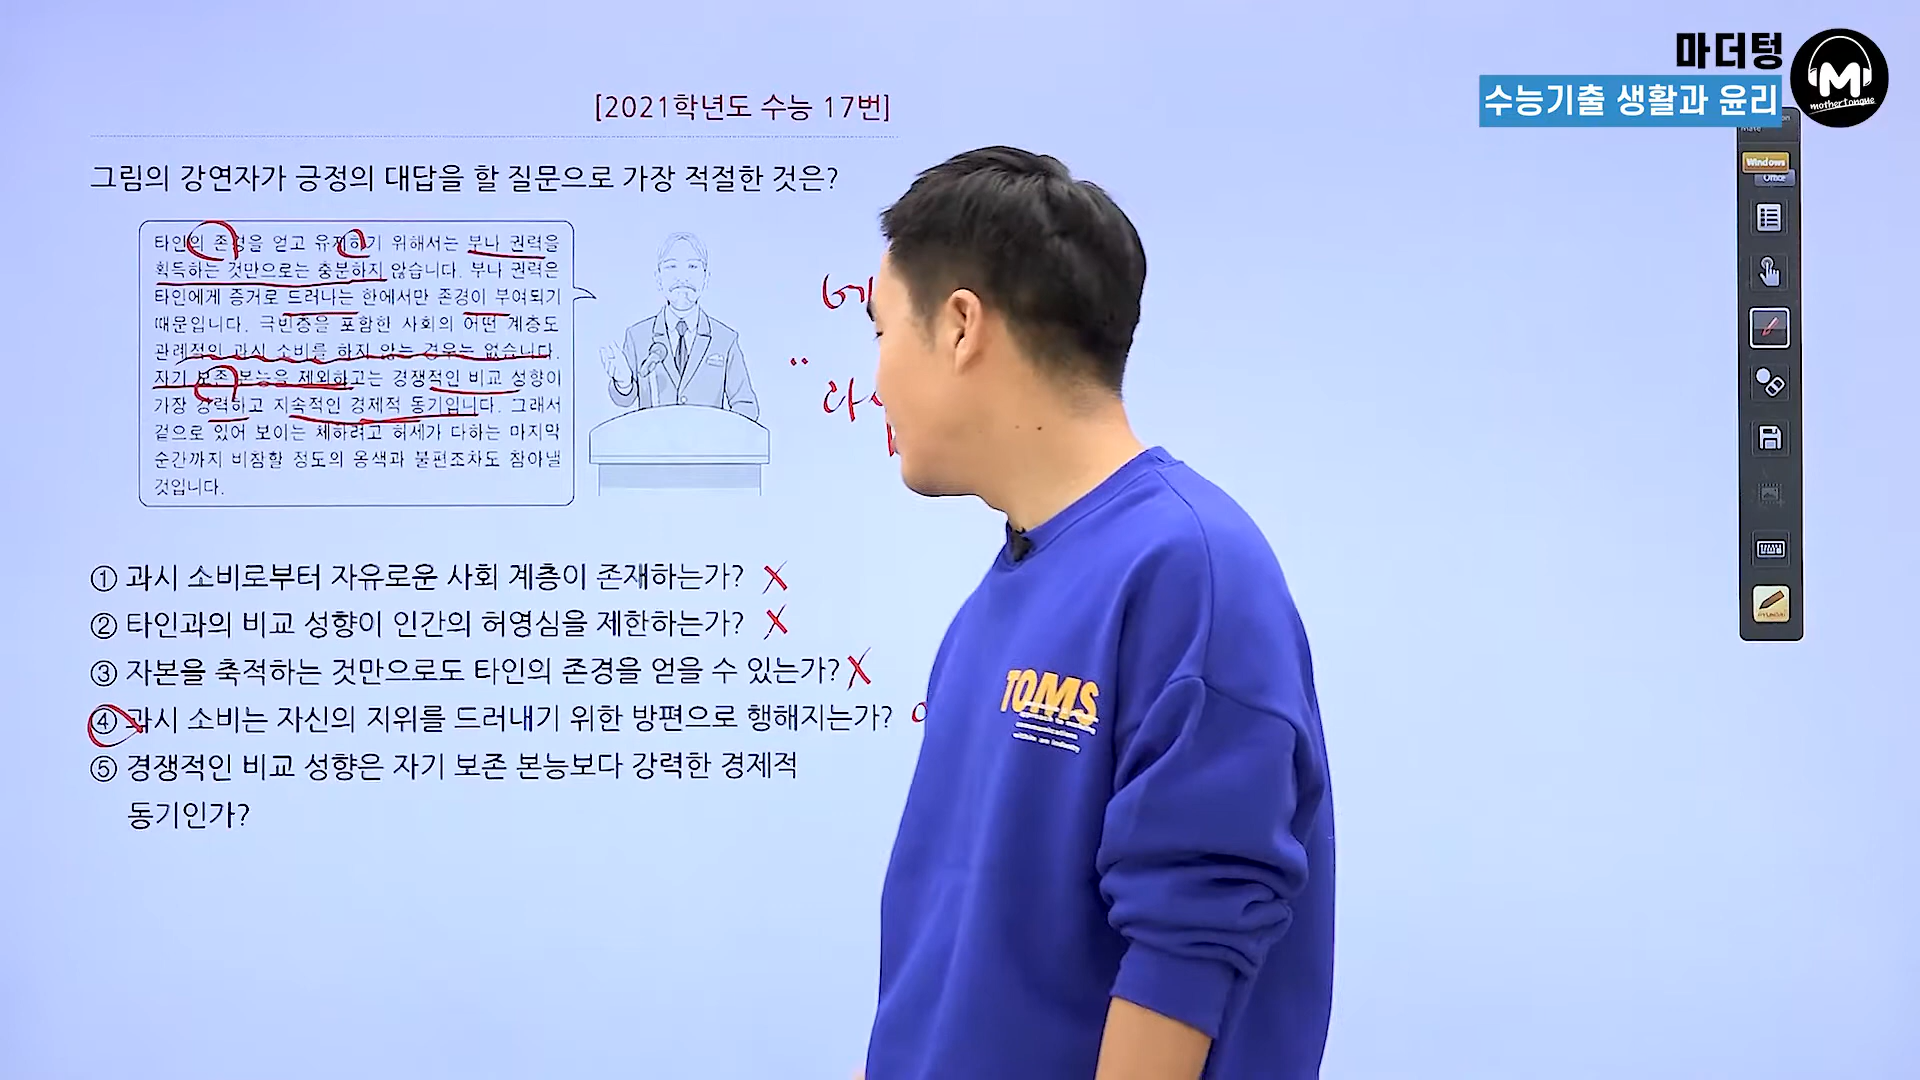 마더텅
수능기출 생활과 윤리
mothertongue
[2021학년도 수능 17번]
그림의 강연자가 긍정의 대답을 할 질문으로 가장 적절한 것은?
타인의 존경을 얻고 유지하기 위해서는 부나 권력을
획득하는 것만으로는 충분하지 않습니다. 부나 권력은
타인에게 증거로 드러나는 한에서만 존경이 부여되기
때문입니다. 극빈층을 포함한 사회의 어떤 계층도
관례적인 과시 소비를 하지 않는 경우는 없습니다.
자기 보존 본능을 제외하고는 경쟁적인 비교 성향이
가장 강력하고 지속적인 경제적 동기입니다. 그래서
겉으로 있어 보이는 체하려고 허세가 다하는 마지막
순간까지 비참할 정도의 옹색과 불편조차도 참아낼
것입니다.
① 과시 소비로부터 자유로운 사회 계층이 존재하는가? X
② 타인과의 비교 성향이 인간의 허영심을 제한하는가? X
③ 자본을 축적하는 것만으로도 타인의 존경을 얻을 수 있는가? X
④ 과시 소비는 자신의 지위를 드러내기 위한 방편으로 행해지는가?
⑤ 경쟁적인 비교 성향은 자기 보존 본능보다 강력한 경제적
동기인가?
TOMS
Windows
Office